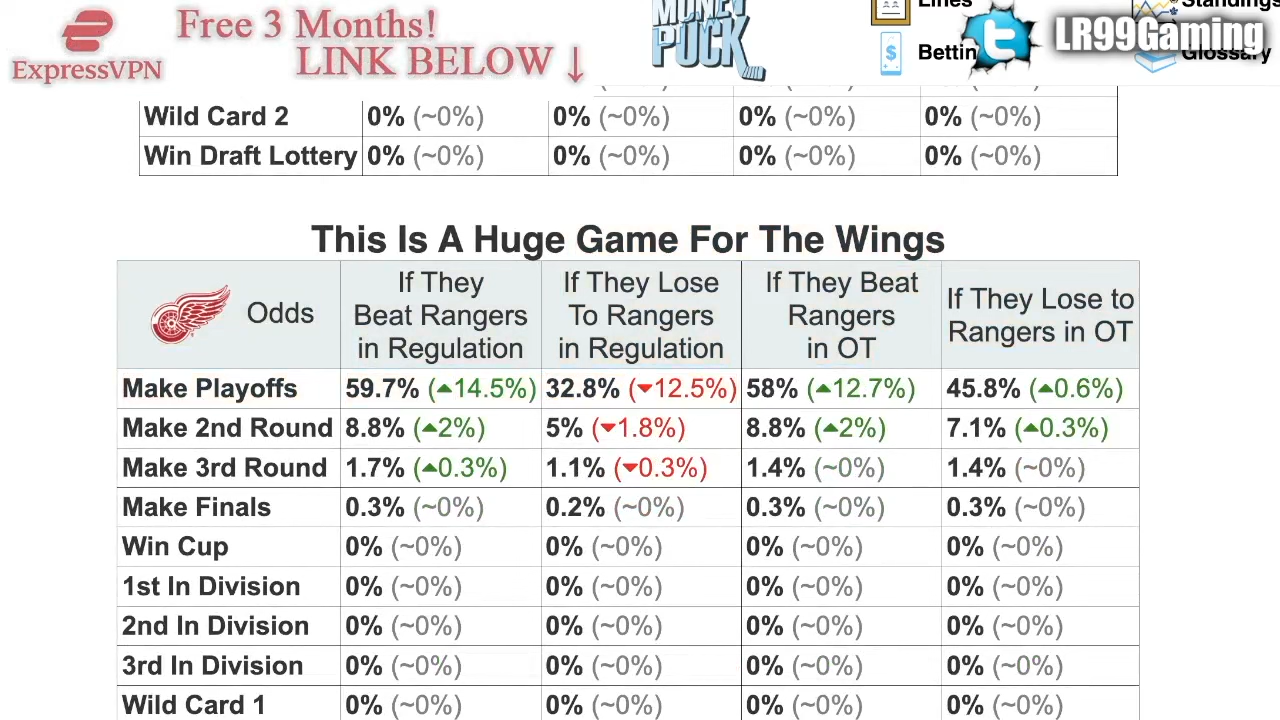 Free 3 Months!
LINK BELOW ↓
ExpressVPN
MONEY
PUCK
Lines
Standings
Betting
Glossary
LR99Gaming
Wild Card 2 0% (~0%) 0% (~0%) 0% (~0%) 0% (~0%)
Win Draft Lottery 0% (~0%) 0% (~0%) 0% (~0%) 0% (~0%)
This Is A Huge Game For The Wings
Odds
If They
Beat Rangers
in Regulation
If They Lose
To Rangers
in Regulation
If They Beat
Rangers
in OT
If They Lose to
Rangers in OT
Make Playoffs 59.7% (▲14.5%) 32.8% (▼12.5%) 58% (▲12.7%) 45.8% (▲0.6%)
Make 2nd Round 8.8% (▲2%) 5% (▼1.8%) 8.8% (▲2%) 7.1% (▲0.3%)
Make 3rd Round 1.7% (▲0.3%) 1.1% (▼0.3%) 1.4% (~0%) 1.4% (~0%)
Make Finals 0.3% (~0%) 0.2% (~0%) 0.3% (~0%) 0.3% (~0%)
Win Cup 0% (~0%) 0% (~0%) 0% (~0%) 0% (~0%)
1st In Division 0% (~0%) 0% (~0%) 0% (~0%) 0% (~0%)
2nd In Division 0% (~0%) 0% (~0%) 0% (~0%) 0% (~0%)
3rd In Division 0% (~0%) 0% (~0%) 0% (~0%) 0% (~0%)
Wild Card 1 0% (~0%) 0% (~0%) 0% (~0%) 0% (~0%)